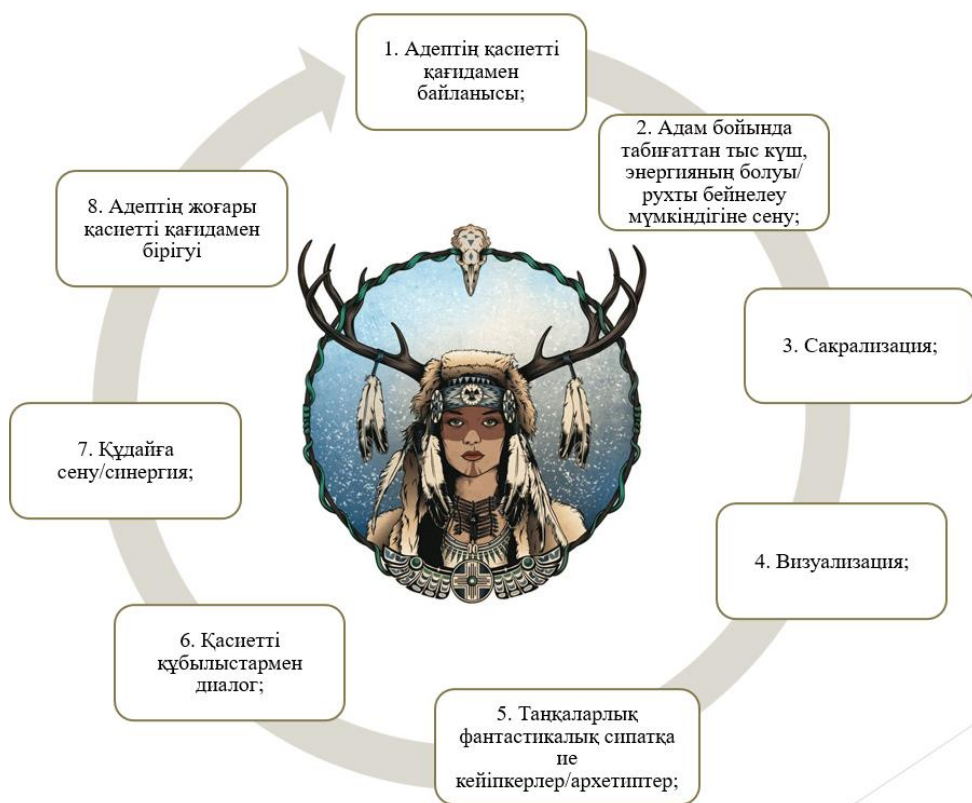 1. Адептің қасиетті
қағидамен
байланысы;
2. Адам бойында
табиғаттан тыс күш,
энергияның болуы/
рухты бейнелеу
мүмкіндігіне сену;
3. Сакрализация;
4. Визуализация;
5. Таңқаларлық
фантастикалық сипатқа
ие
кейіпкерлер/архетиптер;
6. Қасиетті
құбылыстармен
диалог;
7. Құдайға
сену/синергия;
8. Адептің жоғары
қасиетті қағидамен
бірігуі